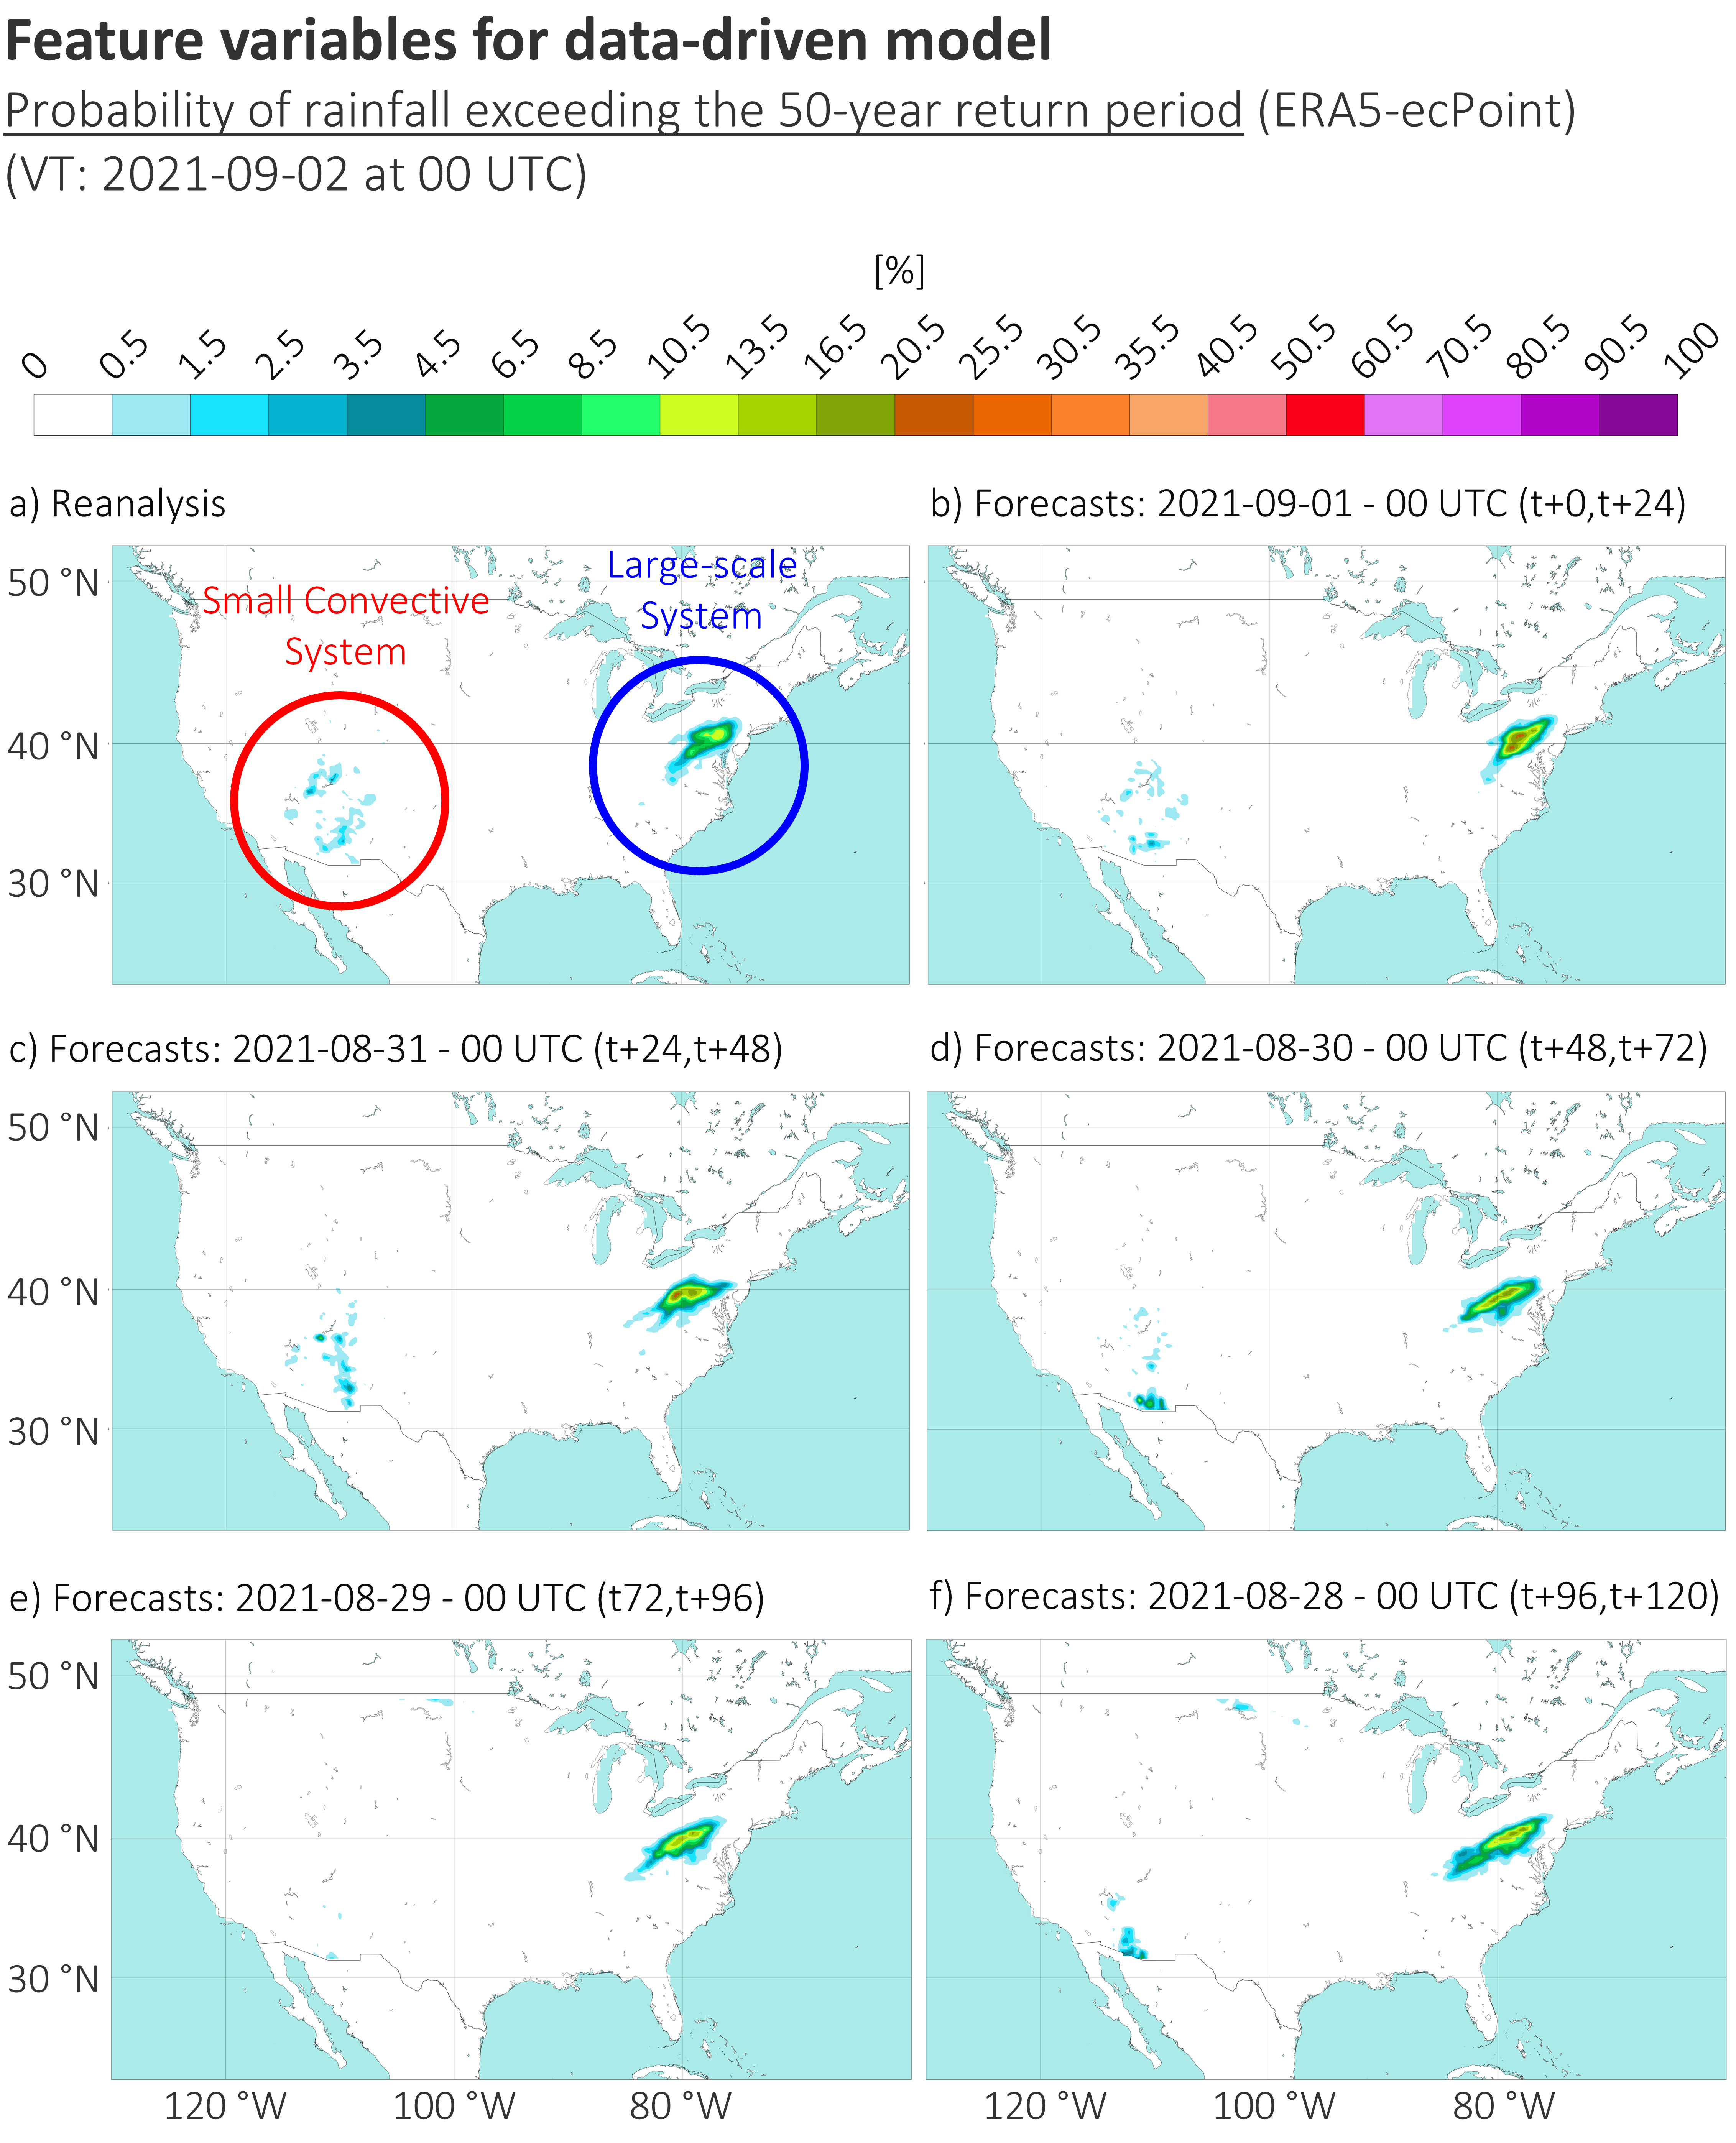 Feature variables for data-driven model
Probability of rainfall exceeding the 50-year return period (ERA5-ecPoint)
(VT: 2021-09-02 at 00 UTC)
[%]
0 0.5 1.5 2.5 3.5 4.5 6.5 8.5 10.5 13.5 16.5 20.5 25.5 30.5 35.5 40.5 50.5 60.5 70.5 80.5 90.5 100
a) Reanalysis
b) Forecasts: 2021-09-01 - 00 UTC (t+0,t+24)
50 °N
40 °N
30 °N
Small Convective
System
Large-scale
System
c) Forecasts: 2021-08-31 - 00 UTC (t+24,t+48)
d) Forecasts: 2021-08-30 - 00 UTC (t+48,t+72)
50 °N
40 °N
30 °N
e) Forecasts: 2021-08-29 - 00 UTC (t72,t+96)
f) Forecasts: 2021-08-28 - 00 UTC (t+96,t+120)
50 °N
40 °N
30 °N
120 °W 100 °W 80 °W
120 °W 100 °W 80 °W